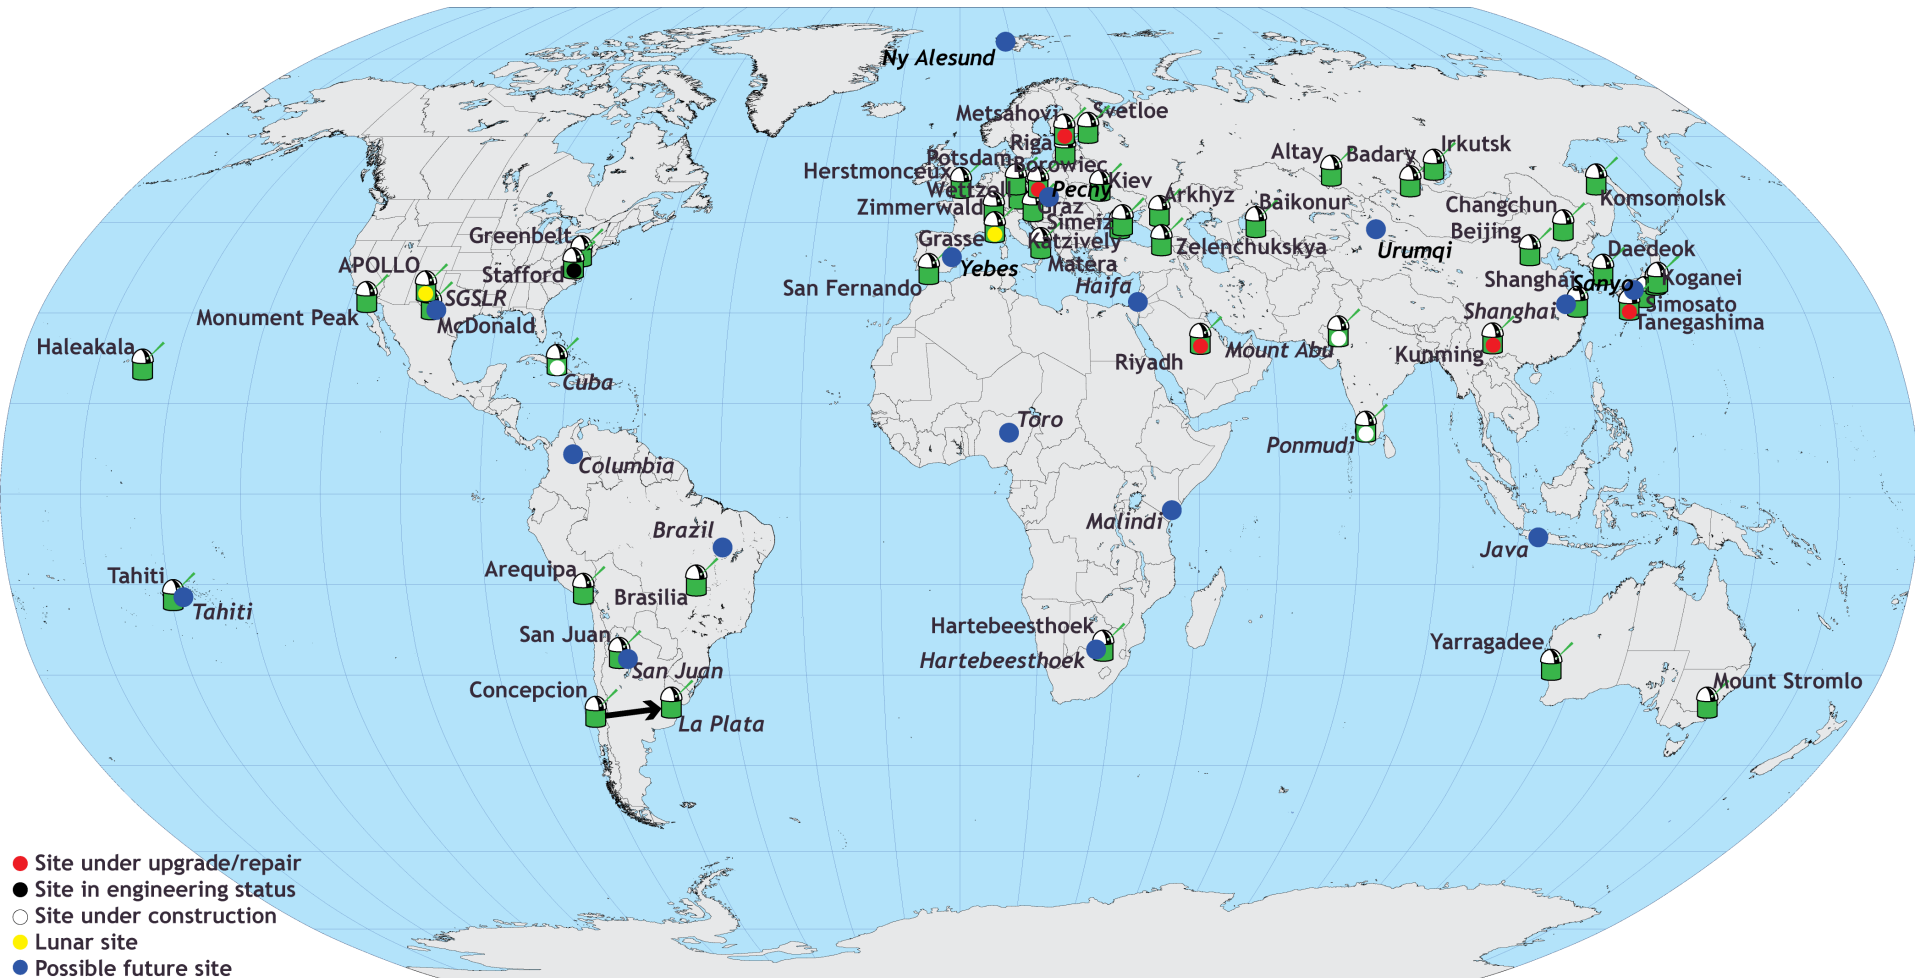 Ny Alesund
Metsahovi
Svetloe
Riga
Potsdam
Borowiec
Herstmonceux
Wettzell
Pecny
Kiev
Zimmerwald
Graz
Arkhyz
Simeiz
Grasse
Katzively
Zelenchukskya
Matera
Yebes
San Fernando
Haifa
Altay
Badary
Irkutsk
Baikonur
Komsomolsk
Changchun
Beijing
Urumqi
Daedeok
Shanghai
Sanyo
Koganei
Shanghai
Simosato
Tanegashima
Kunming
Riyadh
Mount Abu
Ponmudi
Greenbelt
Stafford
APOLLO
SGSLR
McDonald
Monument Peak
Haleakala
Cuba
Columbia
Toro
Malindi
Java
Brazil
Arequipa
Brasilia
Tahiti
Tahiti
San Juan
San Juan
Concepcion
La Plata
Hartebeesthoek
Hartebeesthoek
Yarragadee
Mount Stromlo
Site under upgrade/repair
Site in engineering status
Site under construction
Lunar site
Possible future site